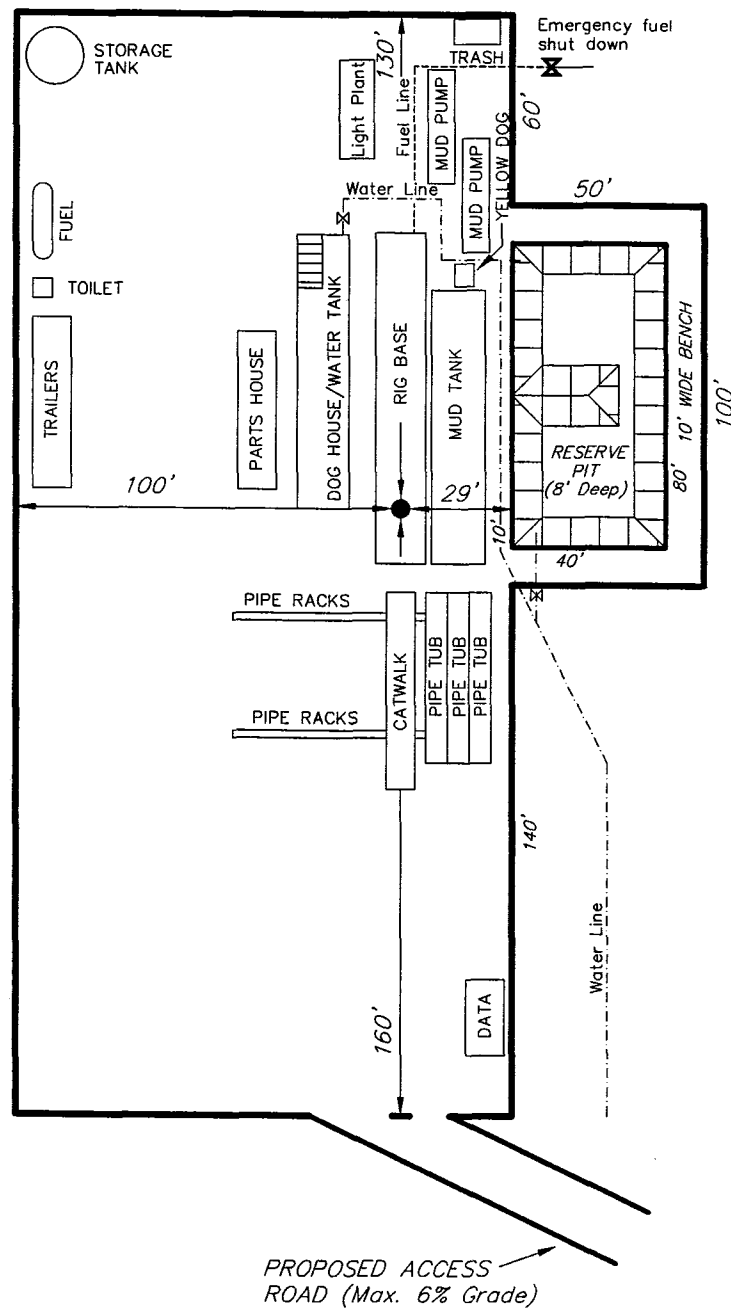 STORAGE
TANK
130'
TRASH
Emergency fuel
shut down
Light Plant
Fuel Line
MUD PUMP
60'
MUD PUMP
YELLOW DOG
Water Line
50'
FUEL
TOILET
TRAILERS
PARTS HOUSE
DOG HOUSE/WATER TANK
RIG BASE
MUD TANK
RESERVE
PIT
(8' Deep)
80'
10' WIDE BENCH
100'
100'
29'
10'
40'
PIPE RACKS
PIPE RACKS
CATWALK
PIPE TUB
PIPE TUB
PIPE TUB
140'
Water Line
160'
DATA
PROPOSED ACCESS
ROAD (Max. 6% Grade)